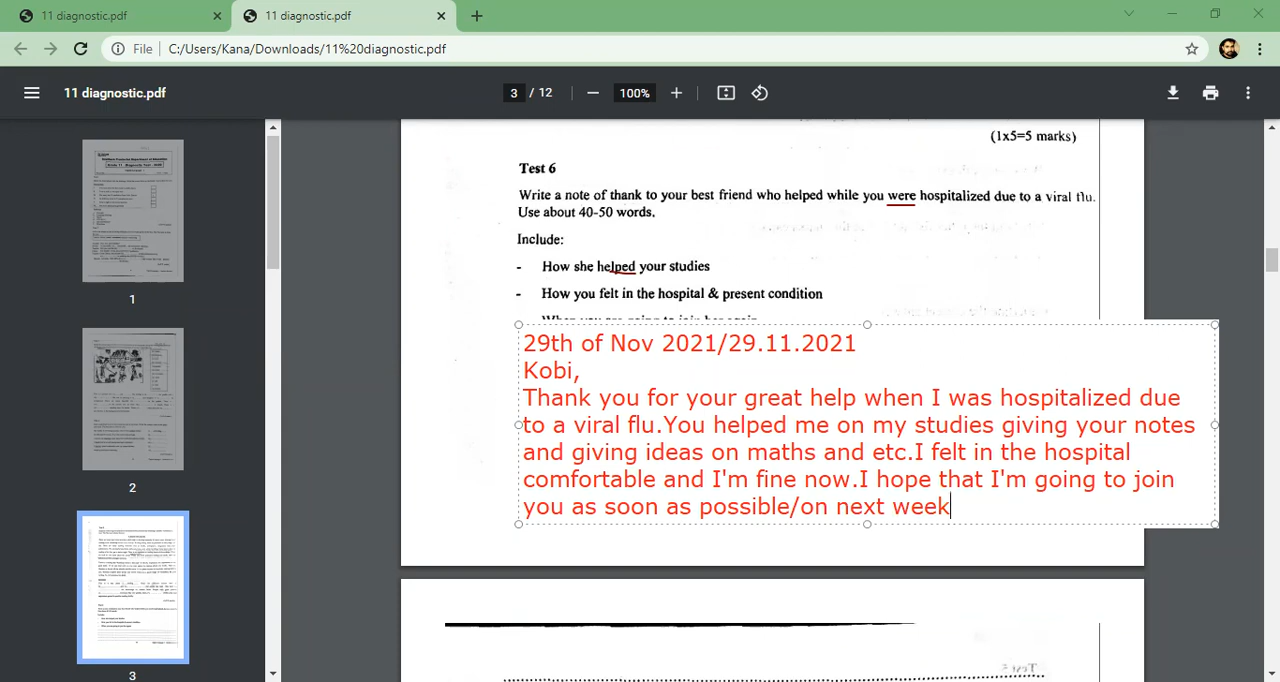 11 diagnostic.pdf
11 diagnostic.pdf
File
C:/Users/Kana/Downloads/11%20diagnostic.pdf
11 diagnostic.pdf
3 / 12
100%
(1x5=5 marks)
Test 6
Write a note of thank to your best friend who helped while you were hospitalized due to a viral flu.
Use about 40-50 words.
Include:
- How she helped your studies
- How you felt in the hospital & present condition
29th of Nov 2021/29.11.2021
Kobi,
Thank you for your great help when I was hospitalized due
to a viral flu.You helped me on my studies giving your notes
and giving ideas on maths and etc.I felt in the hospital
comfortable and I'm fine now.I hope that I'm going to join
you as soon as possible/on next week
1
2
3